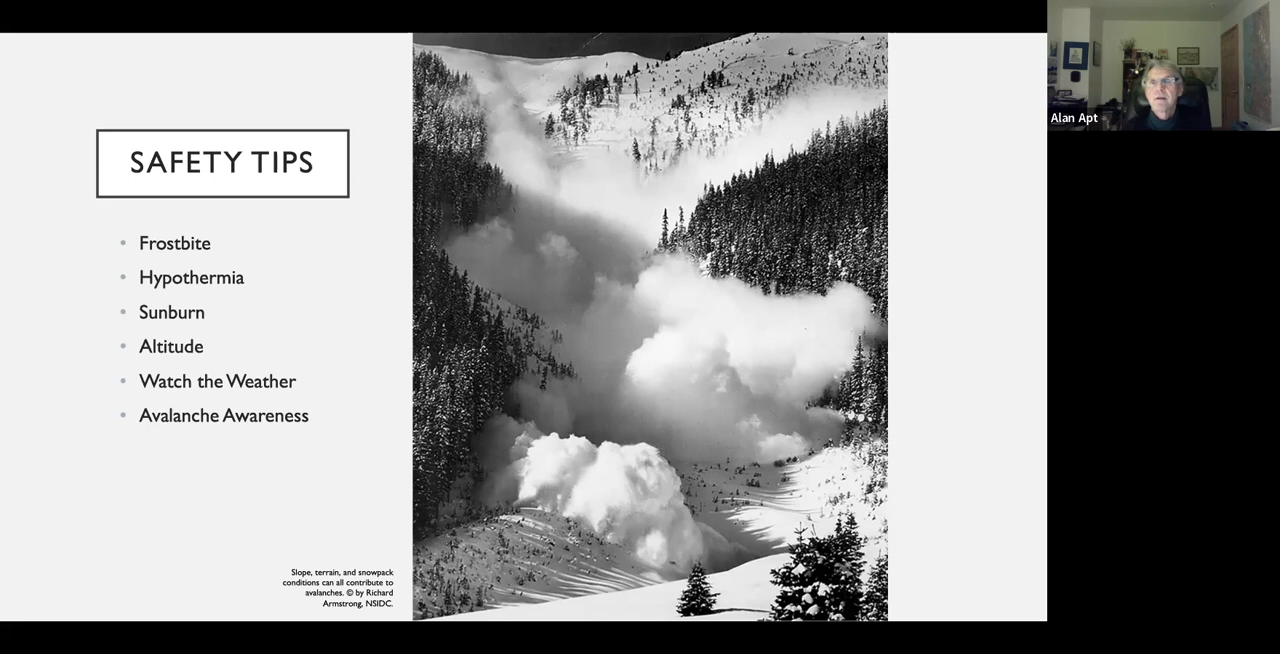 SAFETY TIPS
• Frostbite
• Hypothermia
• Sunburn
• Altitude
• Watch the Weather
• Avalanche Awareness
Slope, terrain, and snowpack
conditions can all contribute to
avalanches. © by Richard
Armstrong, NSIDC.
Alan Apt